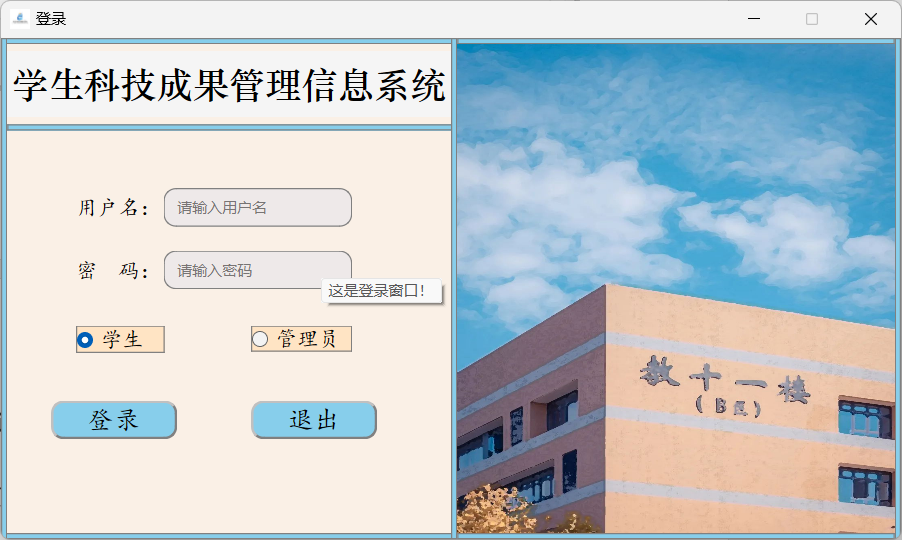 登录
学生科技成果管理信息系统
用户名：
请输入用户名
密 码：
请输入密码
这是登录窗口！
学生
管理员
登录
退出
教十一楼
（B区）